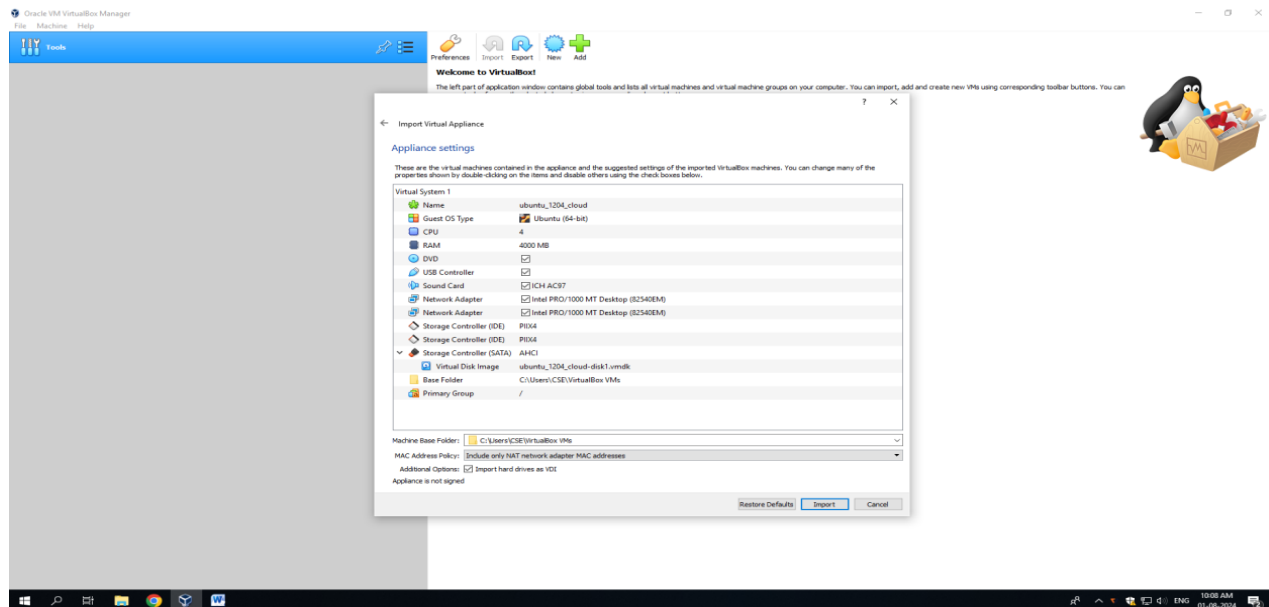 Oracle VM VirtualBox Manager
File Machine Help
Tools
Preferences Import Export New Add
Welcome to VirtualBox!
The left part of application window contains global tools and lists all virtual machines and virtual machine groups on your computer. You can import, add and create new VMs using corresponding toolbar buttons. You can
Import Virtual Appliance
Appliance settings
These are the virtual machines contained in the appliance and the suggested settings of the imported VirtualBox machines. You can change many of the
properties shown by double-clicking on the items and disable others using the check boxes below.
Virtual System 1
Name ubuntu_1204_cloud
Guest OS Type Ubuntu (64-bit)
CPU 4
RAM 4000 MB
DVD
USB Controller
Sound Card ICH AC97
Network Adapter Intel PRO/1000 MT Desktop (82540EM)
Network Adapter Intel PRO/1000 MT Desktop (82540EM)
Storage Controller (IDE) PIIX4
Storage Controller (IDE) PIIX4
Storage Controller (SATA) AHCI
Virtual Disk Image ubuntu_1204_cloud-disk1.vmdk
Base Folder C:\Users\CSE\VirtualBox VMs
Primary Group /
Machine Base Folder: C:\Users\CSE\VirtualBox VMs
MAC Address Policy: Include only NAT network adapter MAC addresses
Additional Options: Import hard drives as VDI
Appliance is not signed
Restore Defaults Import Cancel
ENG 10:08 AM
01-08-2024